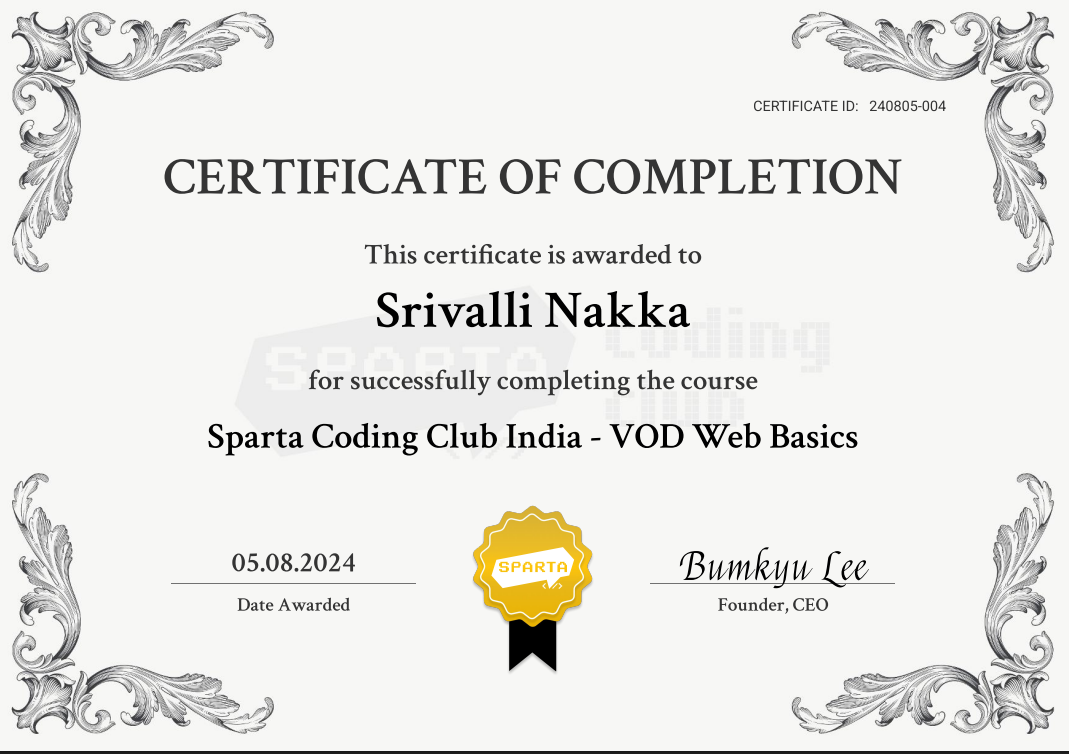 CERTIFICATE ID: 240805-004
CERTIFICATE OF COMPLETION
This certificate is awarded to
Srivalli Nakka
SPARTA coding club
for successfully completing the course
Sparta Coding Club India - VOD Web Basics
SPARTA
</>
05.08.2024
Bumkyu Lee
Date Awarded
Founder, CEO